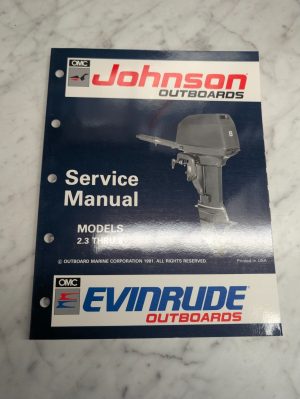 OMC
Johnson
OUTBOARDS
8
Service
Manual
MODELS
2.3 THRU
© OUTBOARD MARINE CORPORATION 1991. ALL RIGHTS RESERVED.
Printed in USA
OMC
EVINRUDE
OUTBOARDS